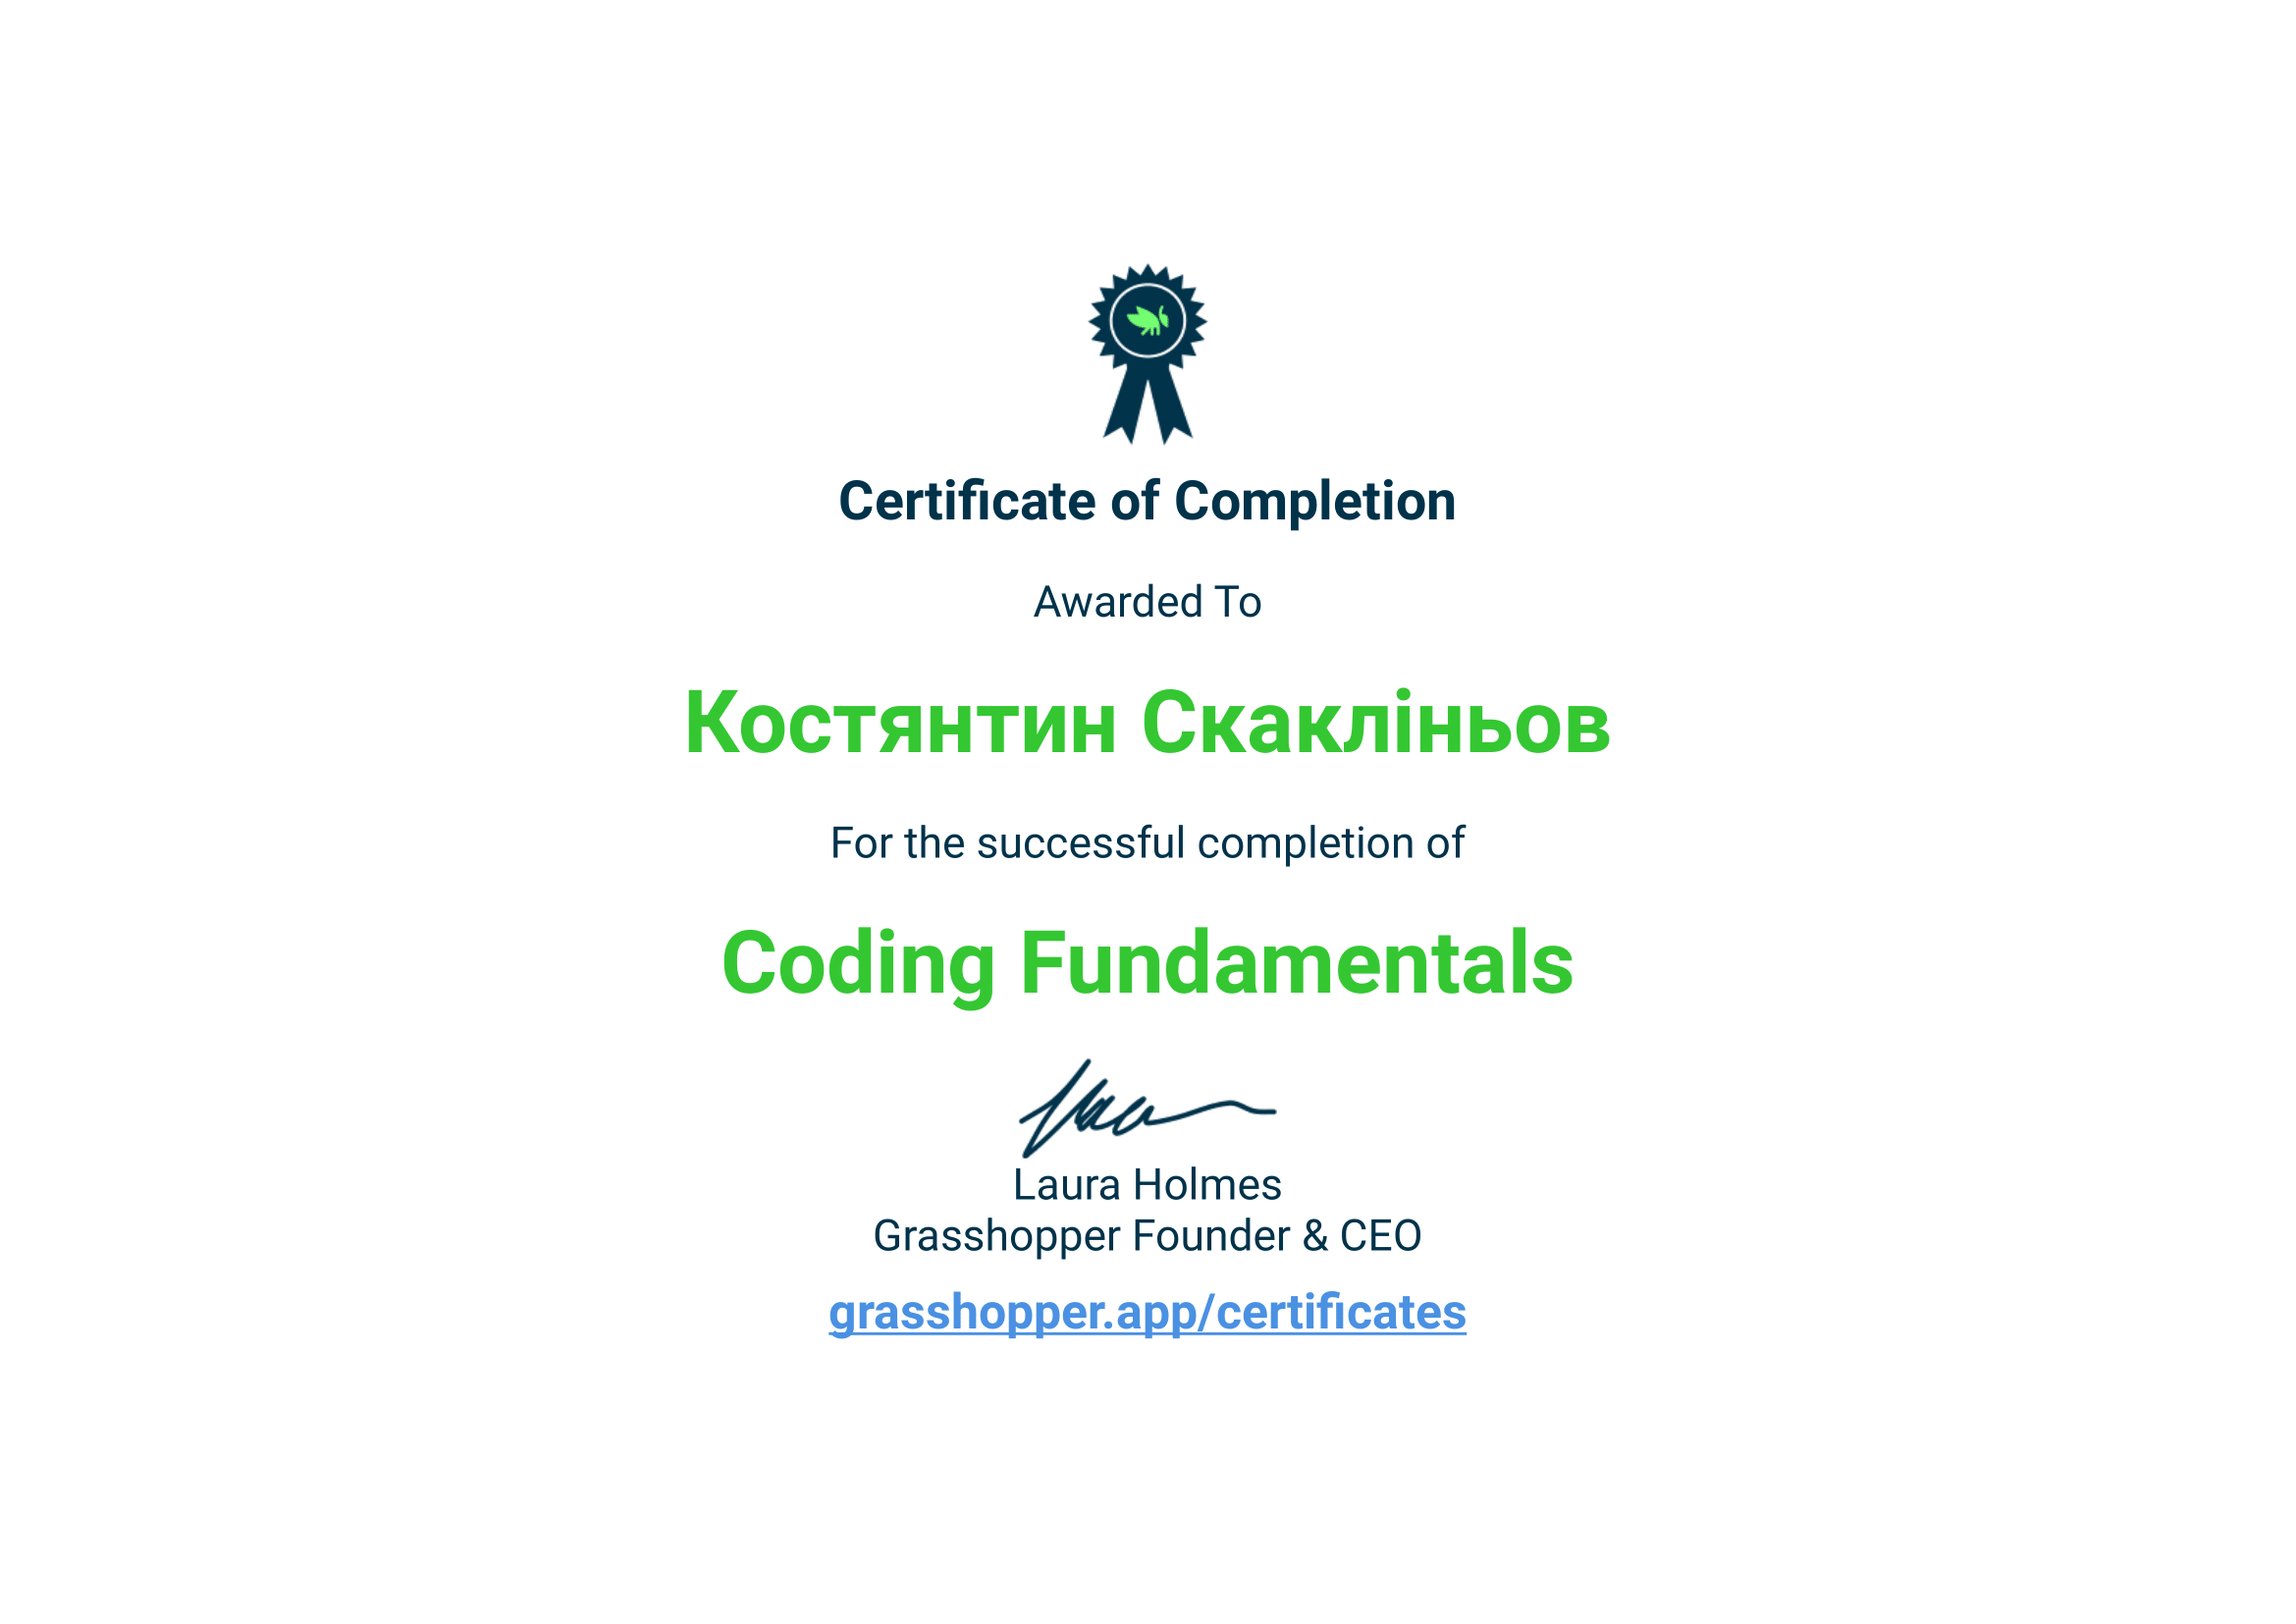 Certificate of Completion
Awarded To
Костянтин Скакліньов
For the successful completion of
Coding Fundamentals
Laura Holmes
Grasshopper Founder & CEO
grasshopper.app/certificates